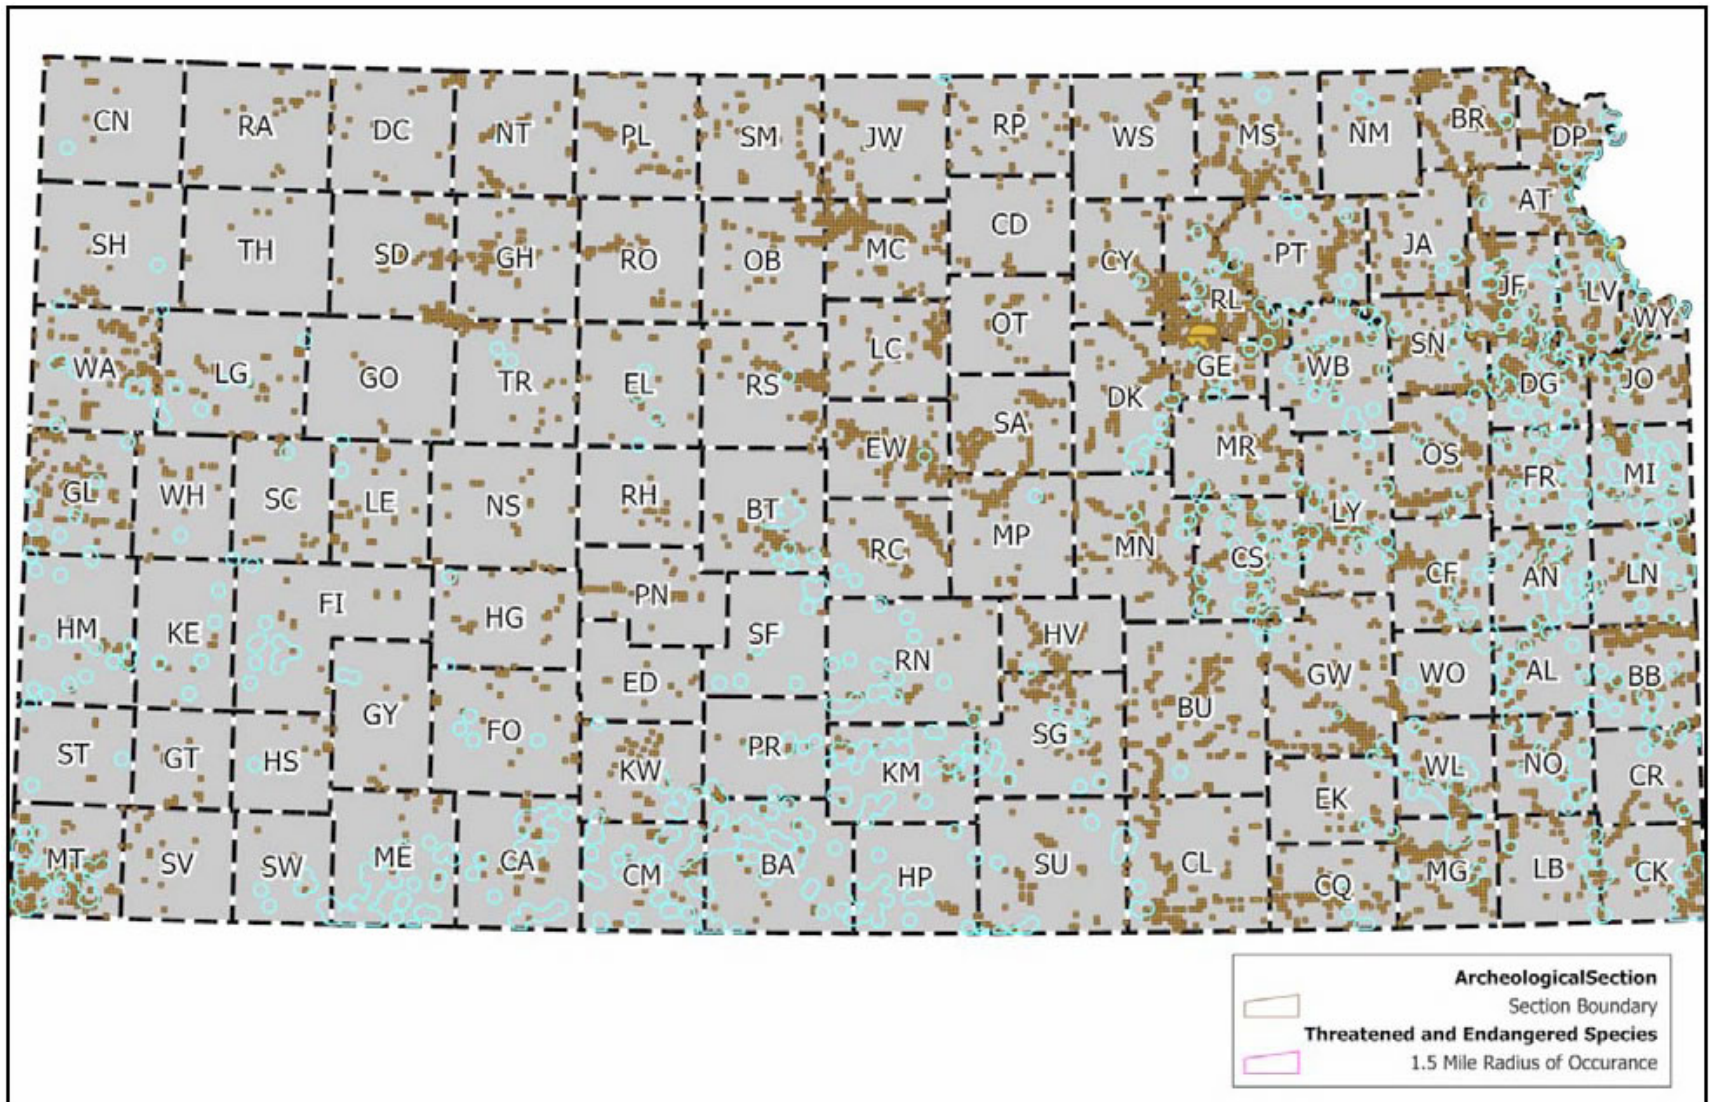 CN RA DC NT PL SM JW RP WS MS NM BR DP
AT
SH TH SD GH RO OB MC CD CY PT JA
JF LV
RL
WY
WA LG GO TR EL RS LC OT GE WB SN DG JO
DK
SA
EW MR OS FR MI
GL WH SC LE NS RH BT LY
RC MP MN CS CF AN LN
HM KE FI HG PN SF RN HV
GY FO ED GW WO AL BB
BU
ST GT HS KW PR KM SG WL NO CR
EK
MT SV SW ME CA CM BA HP SU CL CQ MG LB CK
ArcheologicalSection
Section Boundary
Threatened and Endangered Species
1.5 Mile Radius of Occurance